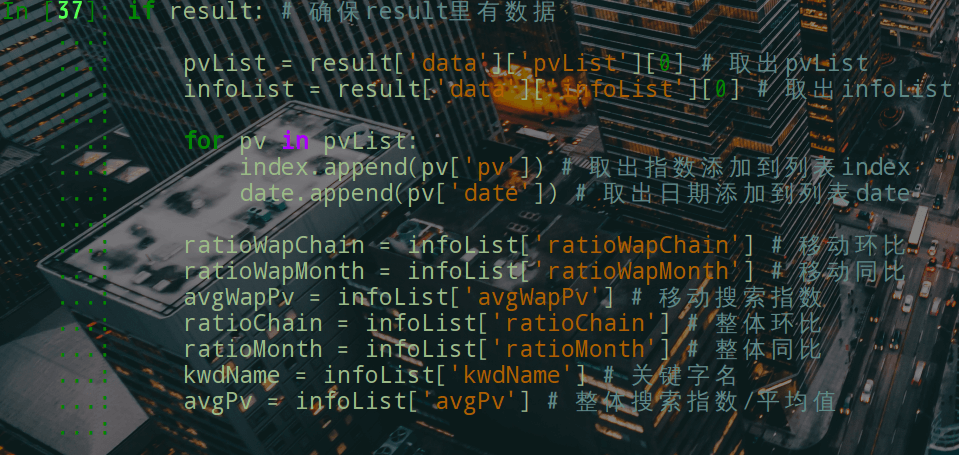 In [37]: if result: # 确保result里有数据
....:
....: pvList = result['data']['pvList'][0] # 取出pvList
....: infoList = result['data']['infoList'][0] # 取出infoList
....:
....: for pv in pvList:
....: index.append(pv['pv']) # 取出指数添加到列表index
....: date.append(pv['date']) # 取出日期添加到列表date
....:
....: ratioWapChain = infoList['ratioWapChain'] # 移动环比
....: ratioWapMonth = infoList['ratioWapMonth'] # 移动同比
....: avgWapPv = infoList['avgWapPv'] # 移动搜索指数
....: ratioChain = infoList['ratioChain'] # 整体环比
....: ratioMonth = infoList['ratioMonth'] # 整体同比
....: kwdName = infoList['kwdName'] # 关键字名
....: avgPv = infoList['avgPv'] # 整体搜索指数/平均值
....: